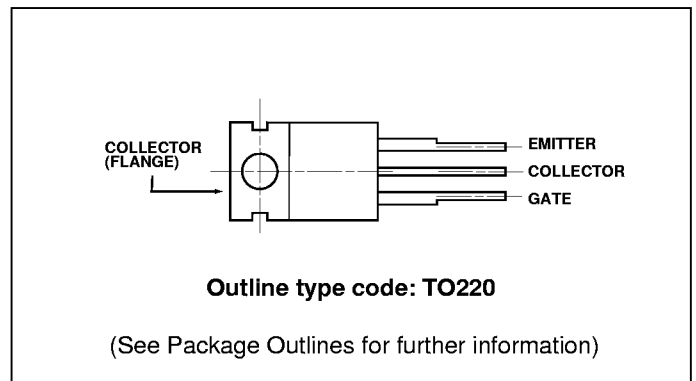 COLLECTOR
(FLANGE)
EMITTER
COLLECTOR
GATE
Outline type code: TO220
(See Package Outlines for further information)